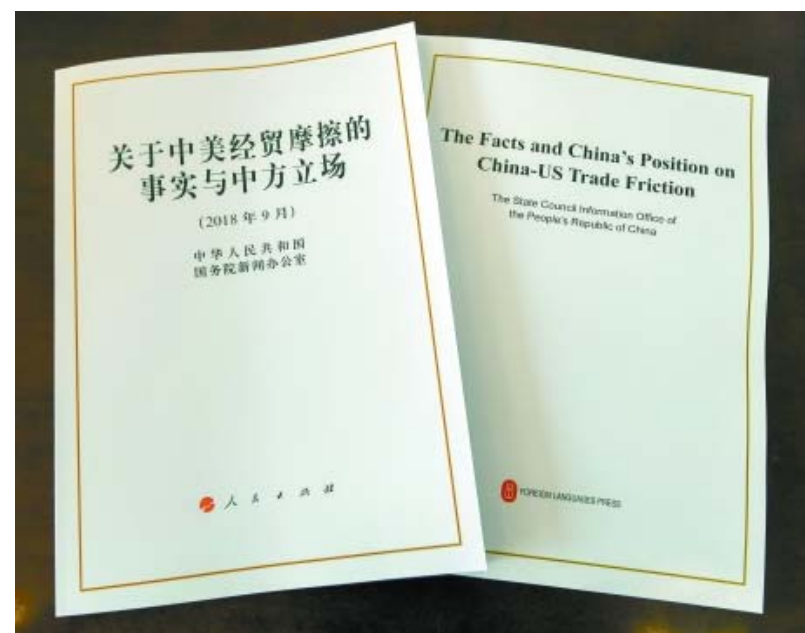 关于中美经贸摩擦的
事实与中方立场
(2018年9月)
中华人民共和国
国务院新闻办公室
人民出版社
The Facts and China's Position on
China-US Trade Friction
The State Council Information Office of
the People's Republic of China
FOREIGN LANGUAGES PRESS